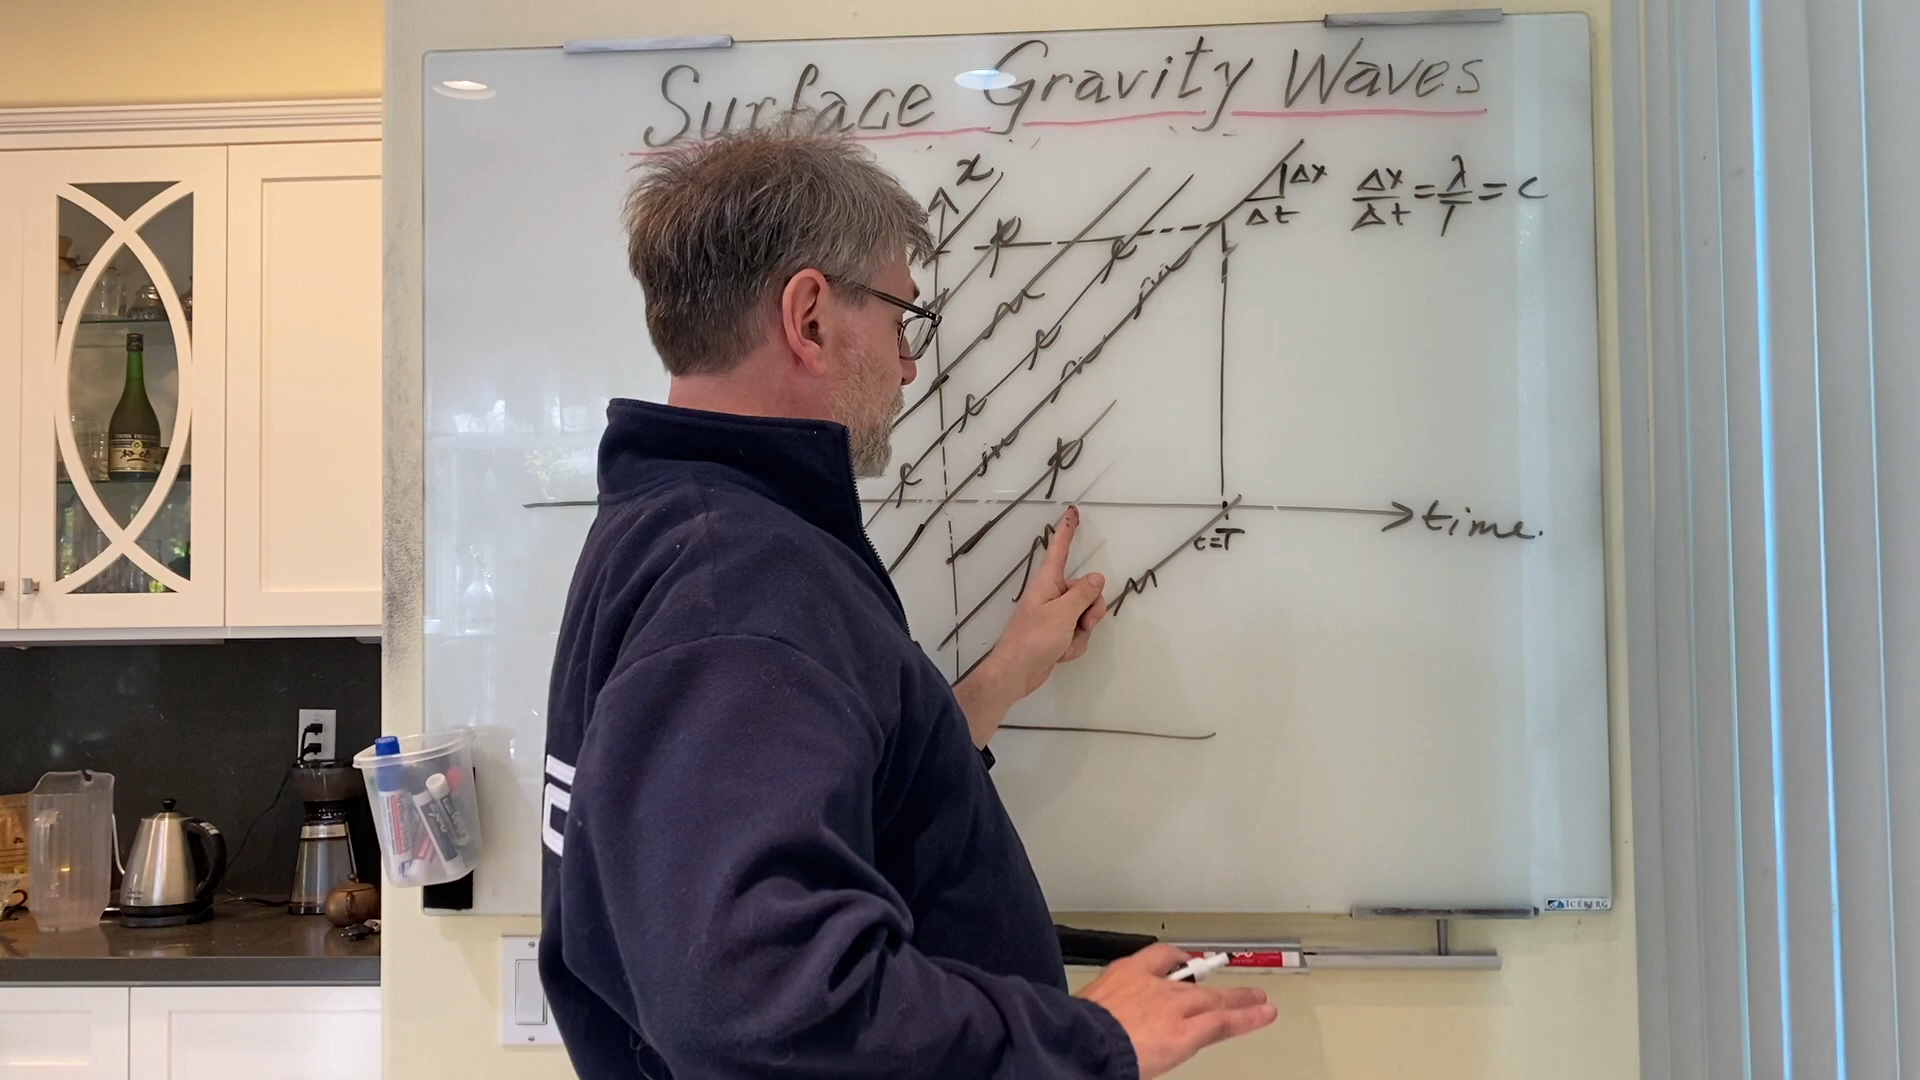 Surface Gravity Waves
x
Δx
Δt
Δx/Δt = λ/T = c
time.
t=T
ICEBERG